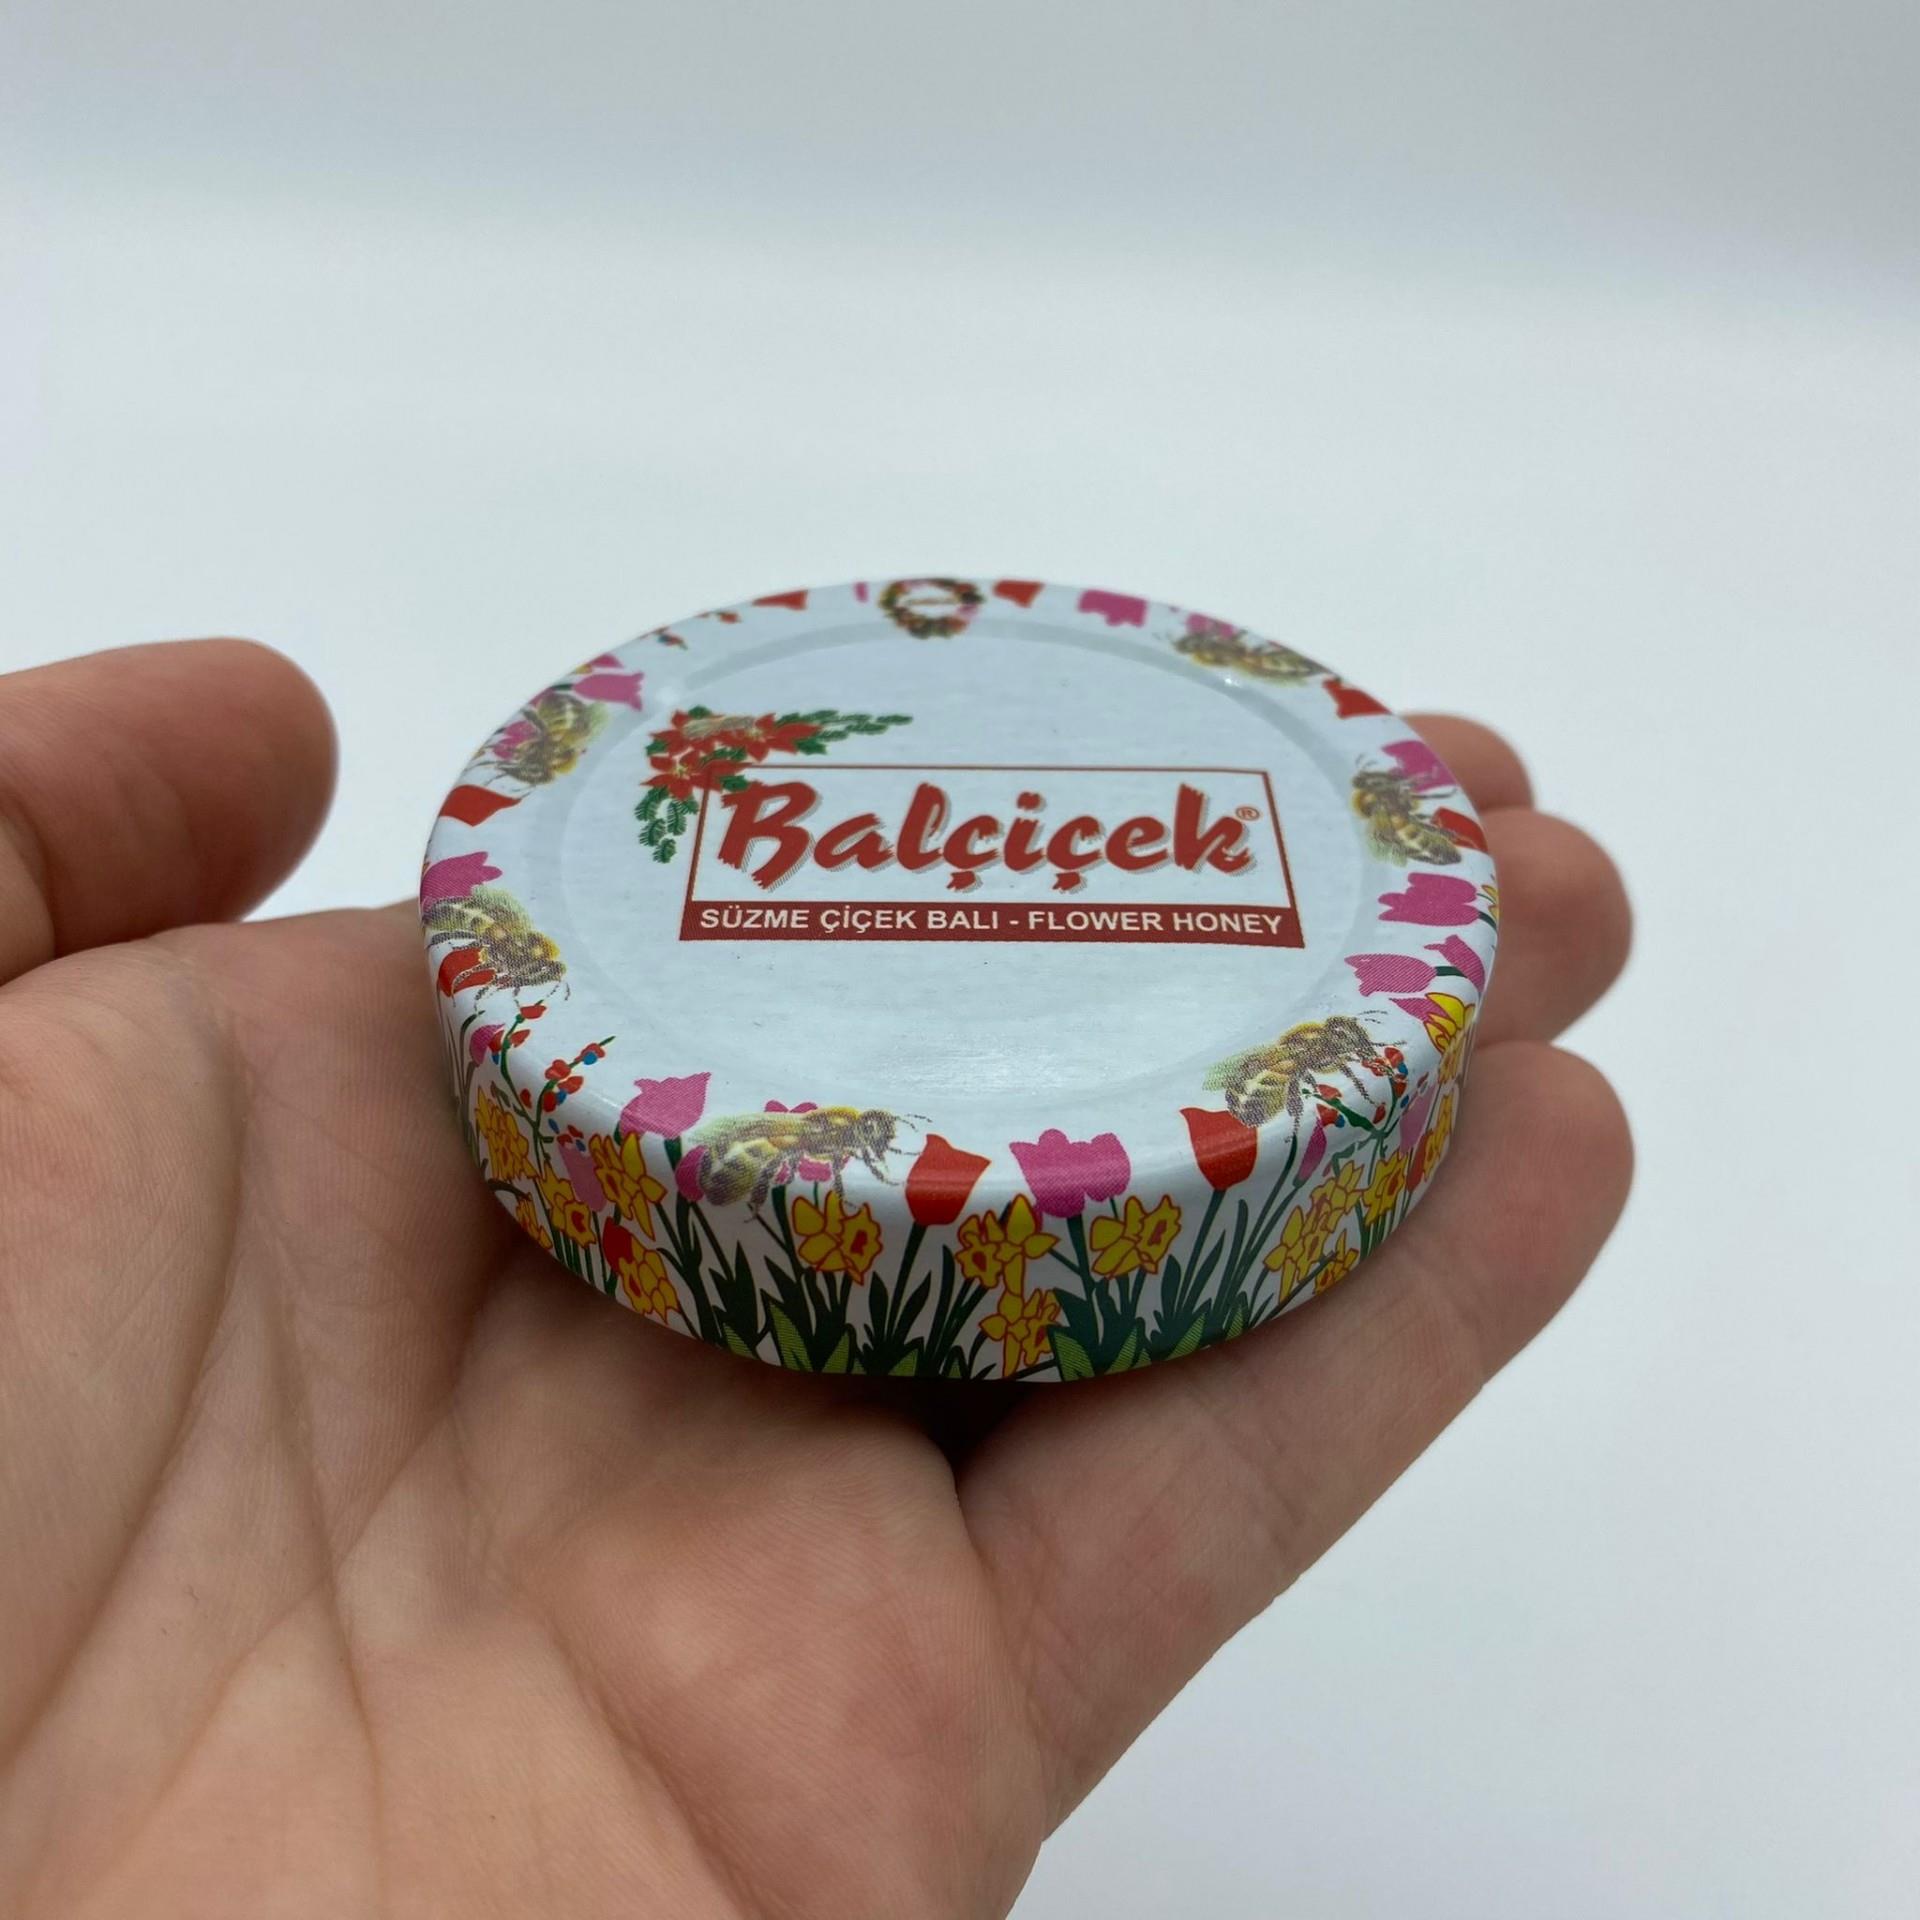 Balçiçek®
SÜZME ÇİÇEK BALI - FLOWER HONEY